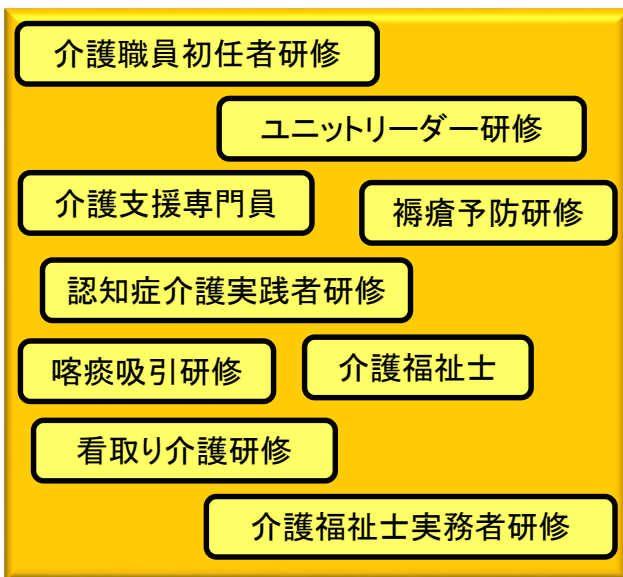 介護職員初任者研修
ユニットリーダー研修
介護支援専門員
褥瘡予防研修
認知症介護実践者研修
喀痰吸引研修
介護福祉士
看取り介護研修
介護福祉士実務者研修